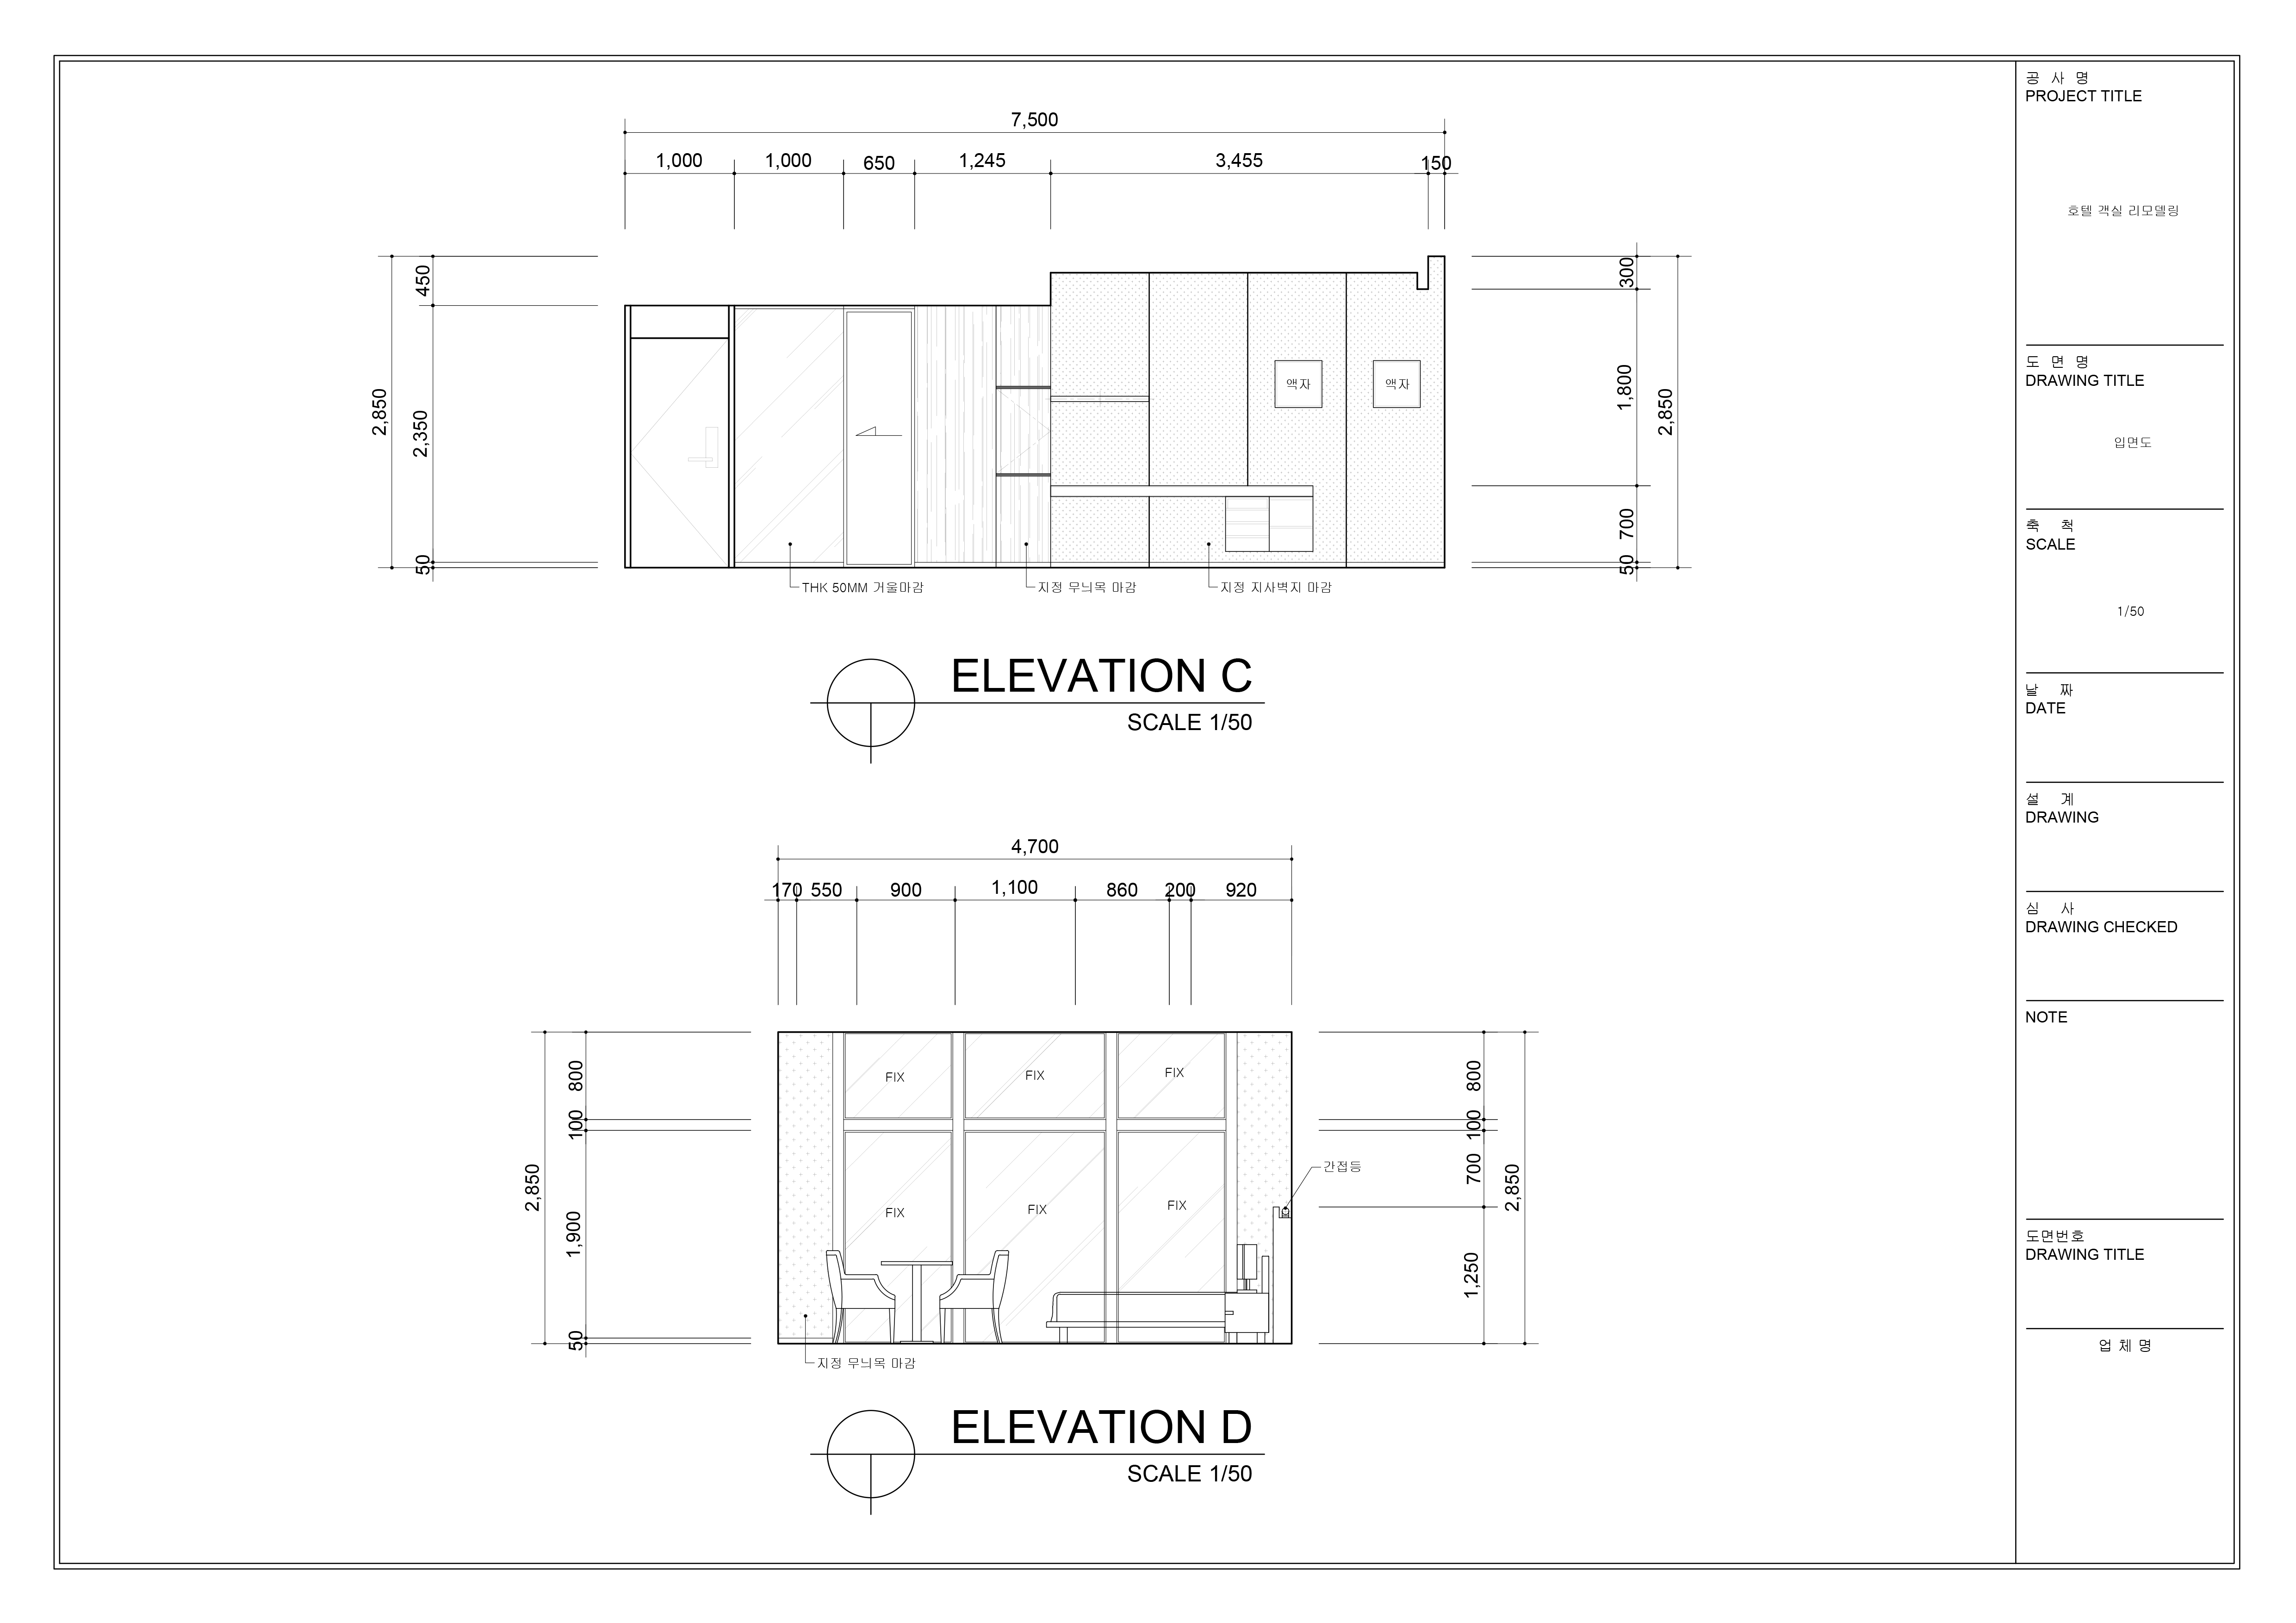 7,500
1,000 1,000 650 1,245 3,455 150
450
2,350
50
2,850
300
1,800
700
50
2,850
액자 액자
THK 50MM 거울마감
지정 무늬목 마감
지정 지사벽지 마감
ELEVATION C
SCALE 1/50
4,700
170 550 900 1,100 860 200 920
800
100
1,900
50
2,850
800
100
700
1,250
2,850
FIX FIX FIX
FIX FIX FIX
간접등
지정 무늬목 마감
ELEVATION D
SCALE 1/50
공 사 명
PROJECT TITLE
호텔 객실 리모델링
도 면 명
DRAWING TITLE
입면도
축 척
SCALE
1/50
날 짜
DATE
설 계
DRAWING
심 사
DRAWING CHECKED
NOTE
도면번호
DRAWING TITLE
업 체 명